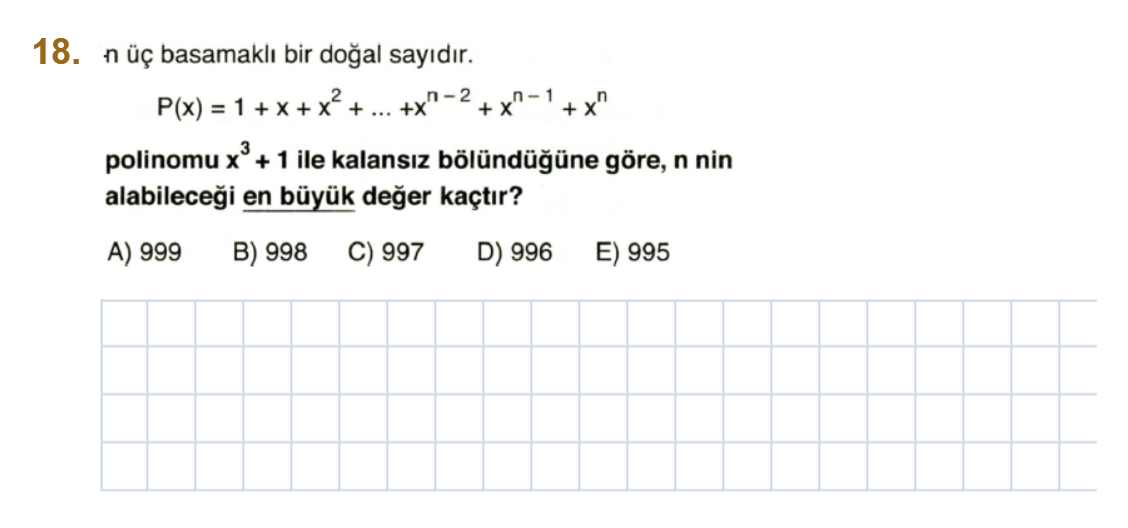 18. n üç basamaklı bir doğal sayıdır.
P(x) = 1 + x + x² + ... +xⁿ⁻² + xⁿ⁻¹ + xⁿ
polinomu x³ + 1 ile kalansız bölündüğüne göre, n nin
alabileceği en büyük değer kaçtır?
A) 999 B) 998 C) 997 D) 996 E) 995